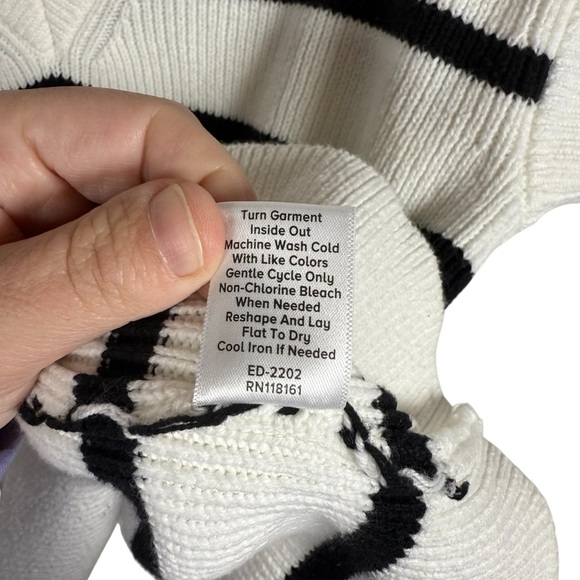 Turn Garment
Inside Out
Machine Wash Cold
With Like Colors
Gentle Cycle Only
Non-Chlorine Bleach
When Needed
Reshape And Lay
Flat To Dry
Cool Iron If Needed
ED-2202
RN118161